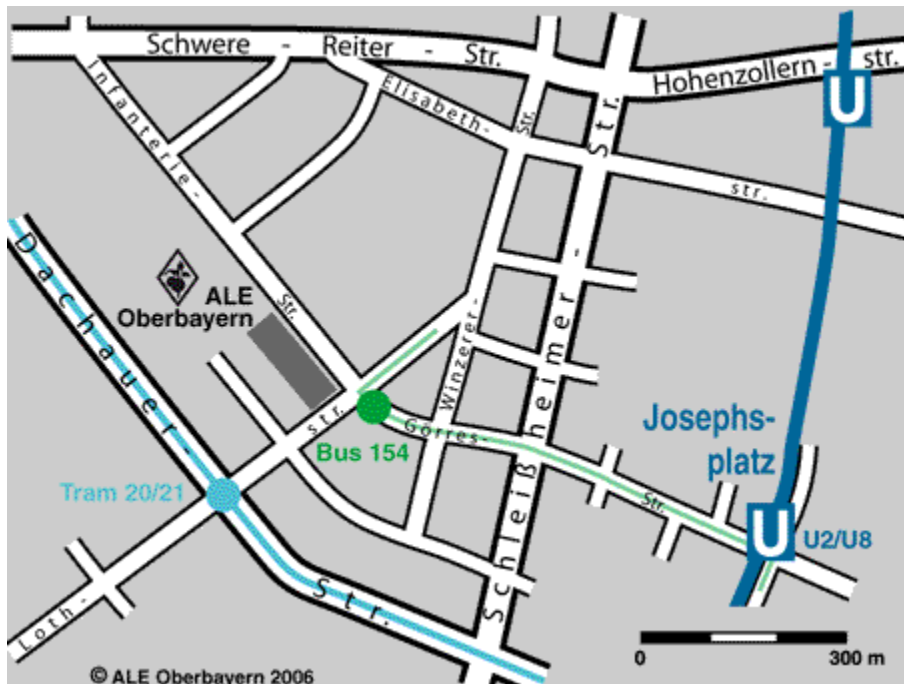 Schwere - Reiter - Str.
Hohenzollern - str.
U
Infanterie -
Str.
Elisabeth-
str.
Str.
Schleißheimer - Str.
Dachauer - Str.
ALE
Oberbayern
Winzerer -
Görres-
Str.
str.
Bus 154
Tram 20/21
Josephs-
platz
U
U2/U8
Loth -
0
300 m
© ALE Oberbayern 2006